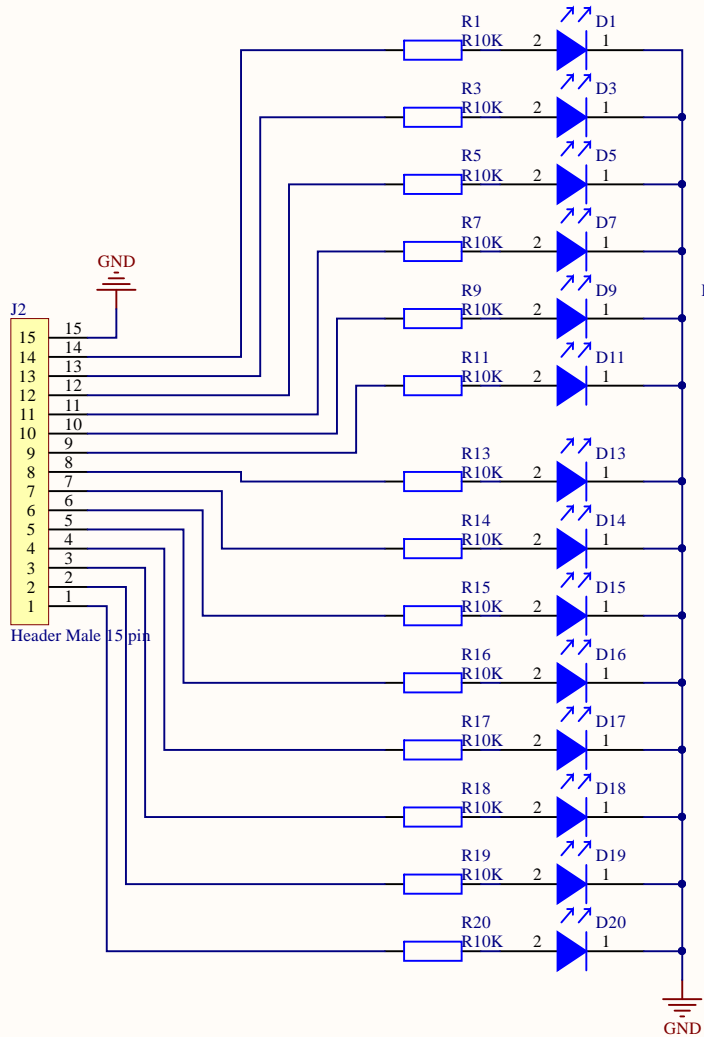 R1 D1
R10K 2 1
R3 D3
R10K 2 1
R5 D5
R10K 2 1
R7 D7
R10K 2 1
GND
R9 D9
R10K 2 1
J2
15 15
14 14
13 13
12 12
11 11
10 10
9 9
8 8
7 7
6 6
5 5
4 4
3 3
2 2
1 1
Header Male 15 pin
R11 D11
R10K 2 1
R13 D13
R10K 2 1
R14 D14
R10K 2 1
R15 D15
R10K 2 1
R16 D16
R10K 2 1
R17 D17
R10K 2 1
R18 D18
R10K 2 1
R19 D19
R10K 2 1
R20 D20
R10K 2 1
GND